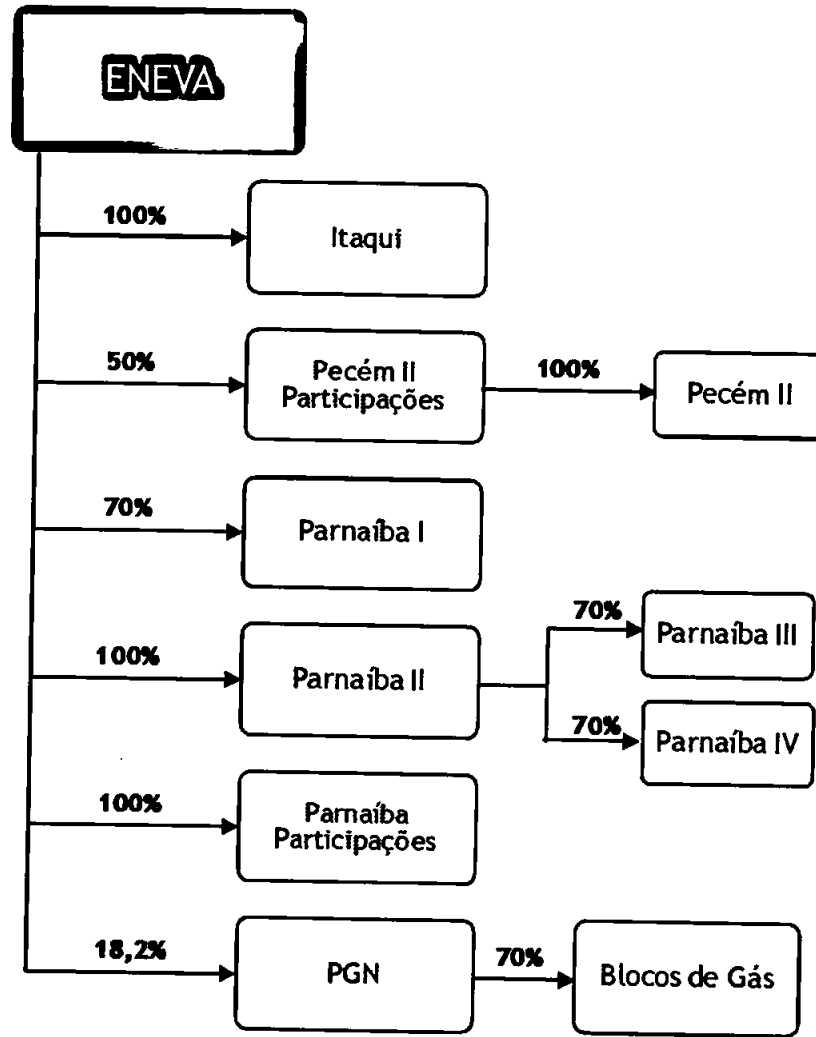 ENEVA
100%
Itaqui
50%
Pecém II
Participações
100%
Pecém II
70%
Parnaíba I
100%
Parnaíba II
70%
Parnaíba III
70%
Parnaíba IV
100%
Parnaíba
Participações
18,2%
PGN
70%
Blocos de Gás